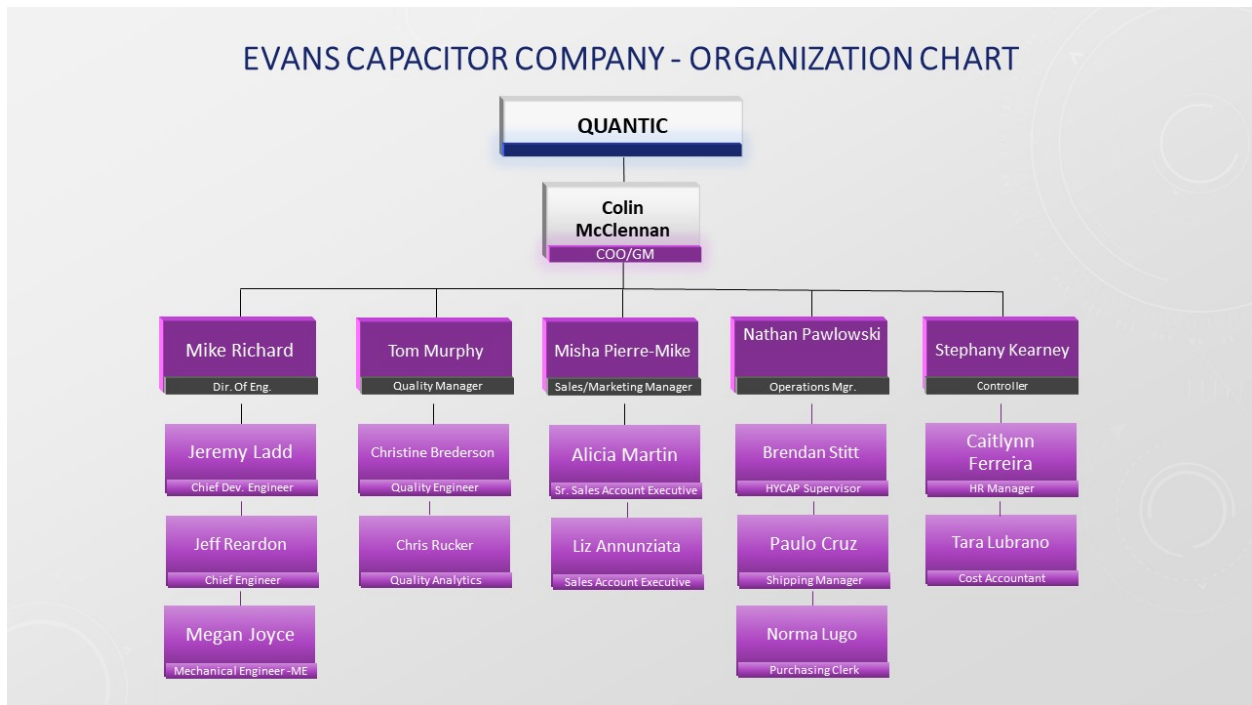 EVANS CAPACITOR COMPANY - ORGANIZATION CHART
QUANTIC
Colin
McClennan
COO/GM
Mike Richard
Dir. Of Eng.
Tom Murphy
Quality Manager
Misha Pierre-Mike
Sales/Marketing Manager
Nathan Pawlowski
Operations Mgr.
Stephany Kearney
Controller
Jeremy Ladd
Chief Dev. Engineer
Christine Brederson
Quality Engineer
Alicia Martin
Sr. Sales Account Executive
Brendan Stitt
HYCAP Supervisor
Caitlynn
Ferreira
HR Manager
Jeff Reardon
Chief Engineer
Chris Rucker
Quality Analytics
Liz Annunziata
Sales Account Executive
Paulo Cruz
Shipping Manager
Tara Lubrano
Cost Accountant
Megan Joyce
Mechanical Engineer -ME
Norma Lugo
Purchasing Clerk